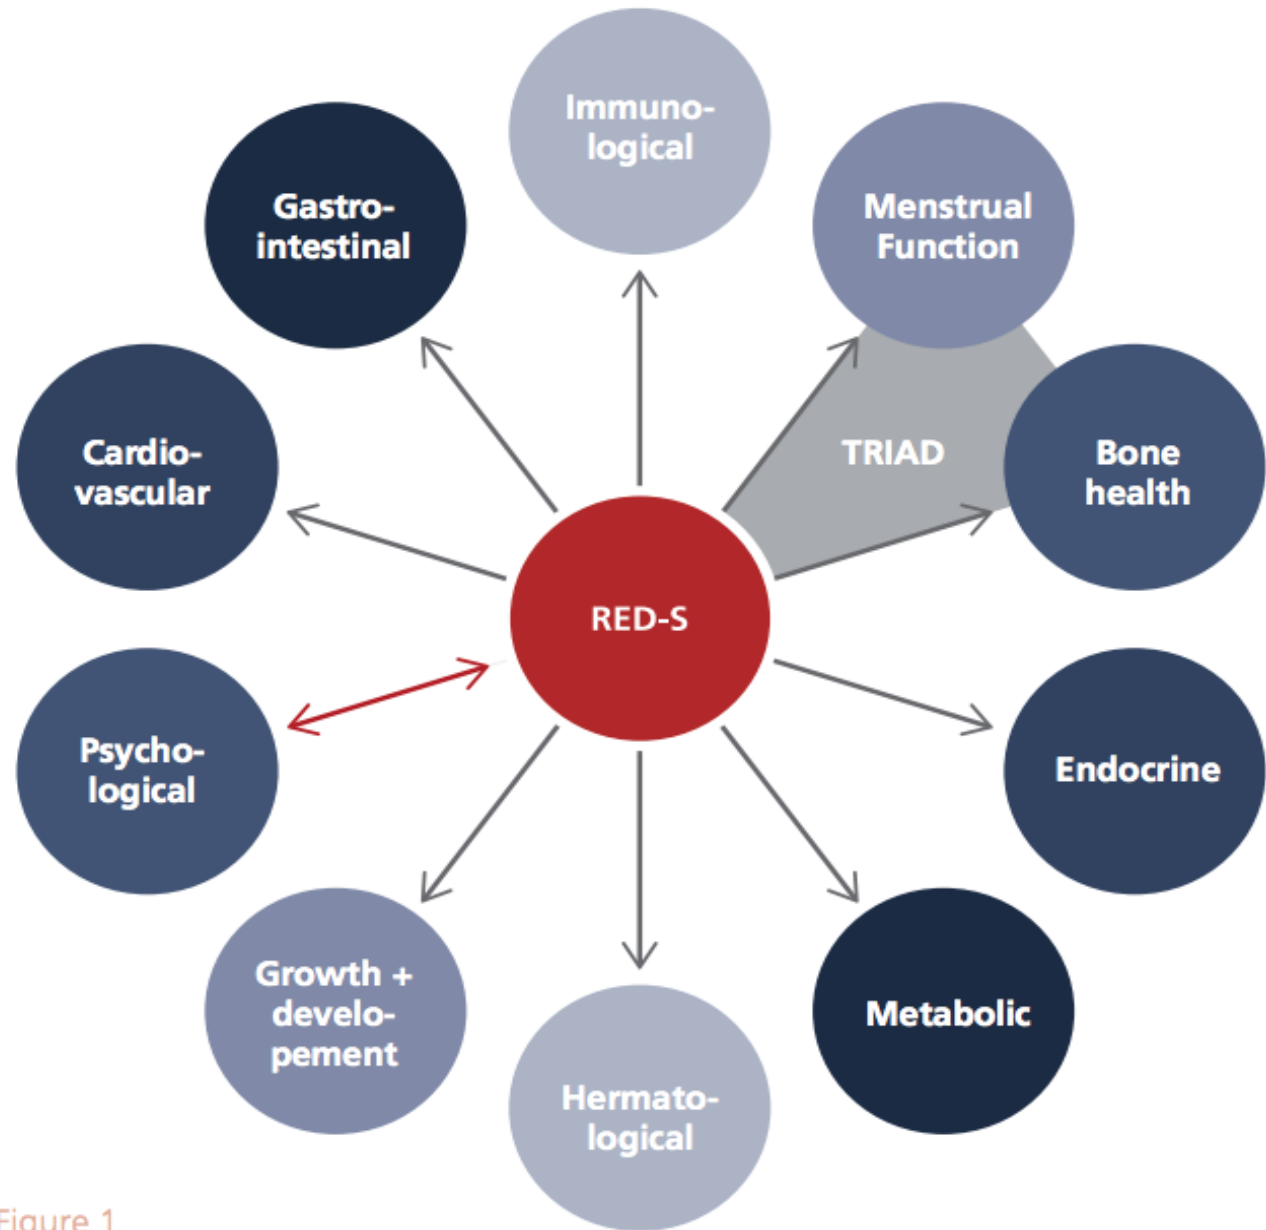 Immuno-
logical
Menstrual
Function
Gastro-
intestinal
Cardio-
vascular
TRIAD
Bone
health
RED-S
Psycho-
logical
Endocrine
Growth +
develo-
pement
Metabolic
Hermato-
logical
Figure 1